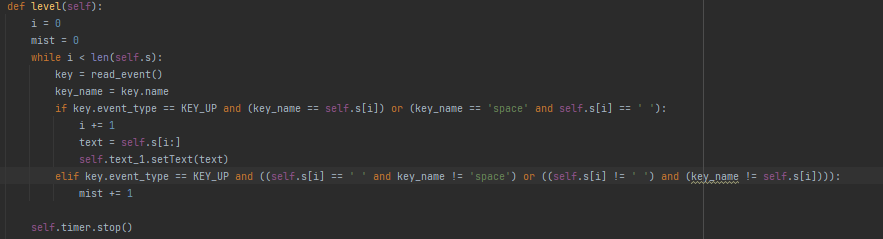 def level(self):
    i = 0
    mist = 0
    while i < len(self.s):
        key = read_event()
        key_name = key.name
        if key.event_type == KEY_UP and (key_name == self.s[i]) or (key_name == 'space' and self.s[i] == ' '):
            i += 1
            text = self.s[i:]
            self.text_1.setText(text)
        elif key.event_type == KEY_UP and ((self.s[i] == ' ' and key_name != 'space') or ((self.s[i] != ' ') and (key_name != self.s[i]))):
            mist += 1
    self.timer.stop()